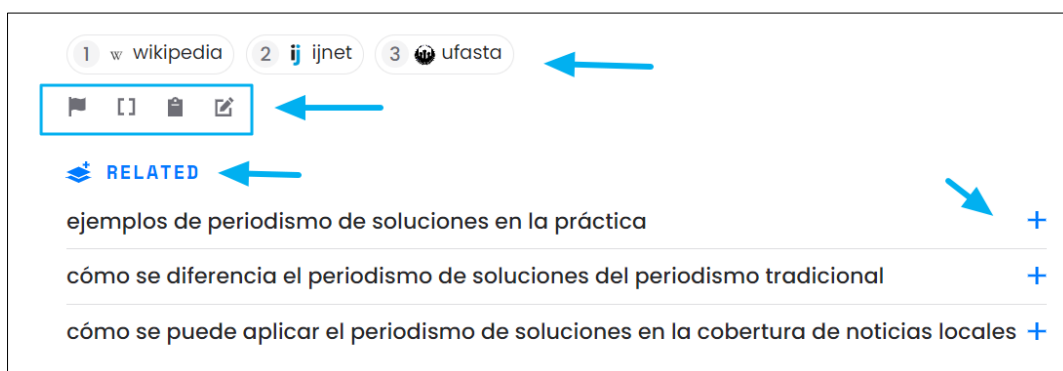 1 W wikipedia 2 ij ijnet 3 ufasta
RELATED
ejemplos de periodismo de soluciones en la práctica
cómo se diferencia el periodismo de soluciones del periodismo tradicional
cómo se puede aplicar el periodismo de soluciones en la cobertura de noticias locales